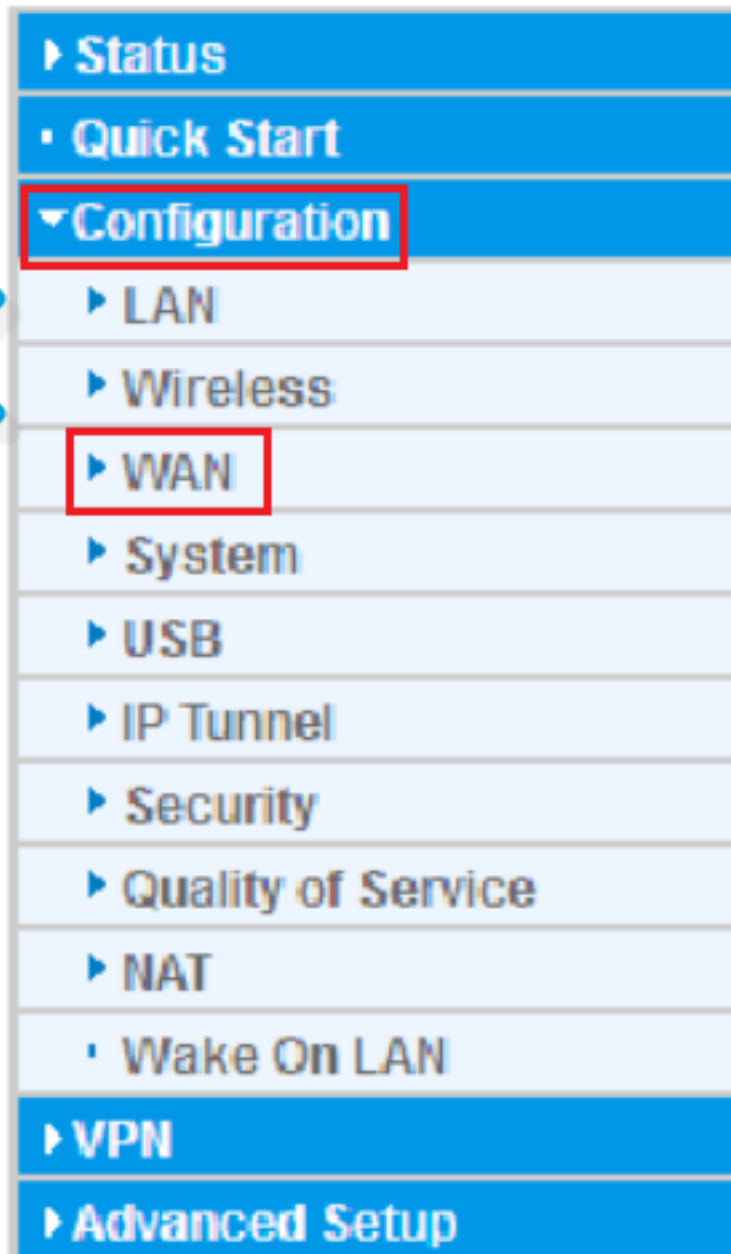 Status
Quick Start
Configuration
LAN
Wireless
WAN
System
USB
IP Tunnel
Security
Quality of Service
NAT
Wake On LAN
VPN
Advanced Setup